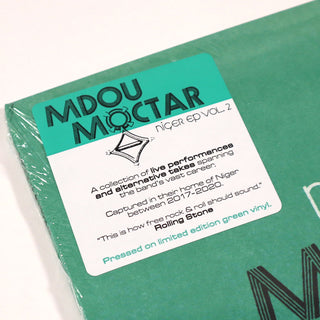 MDOU
MOCTAR
NIGER EP VOL. 2
A collection of live performances
and alternative takes spanning
the band's vast career.
Captured in their home of Niger
between 2017-2020.
"This is how free rock & roll should sound."
Rolling Stone
Pressed on limited edition green vinyl.